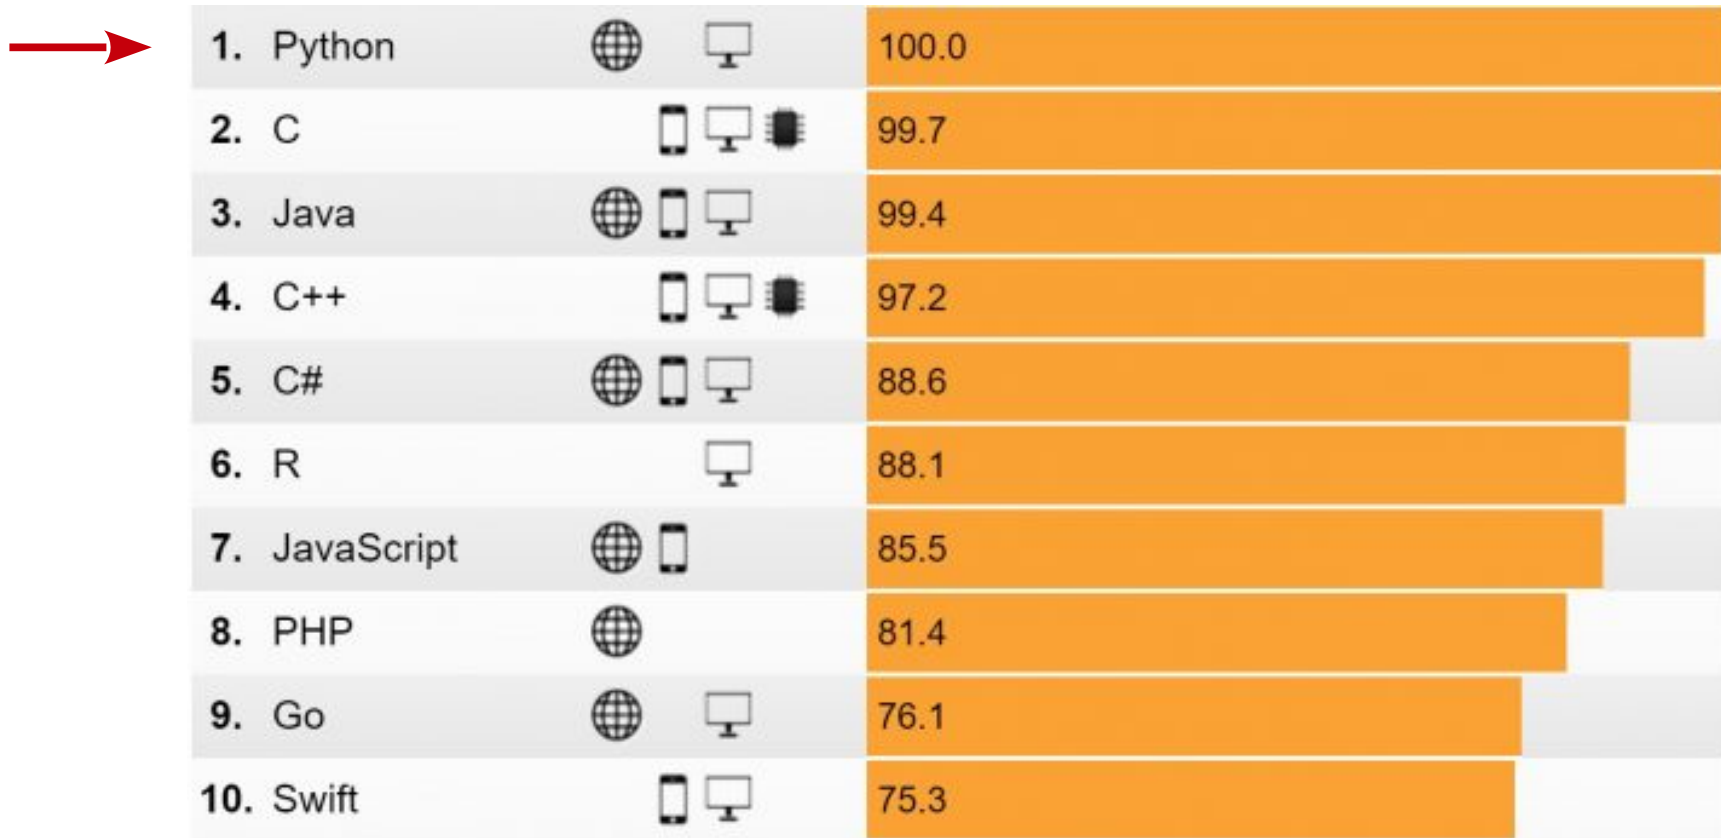 1. Python 100.0
2. C 99.7
3. Java 99.4
4. C++ 97.2
5. C# 88.6
6. R 88.1
7. JavaScript 85.5
8. PHP 81.4
9. Go 76.1
10. Swift 75.3